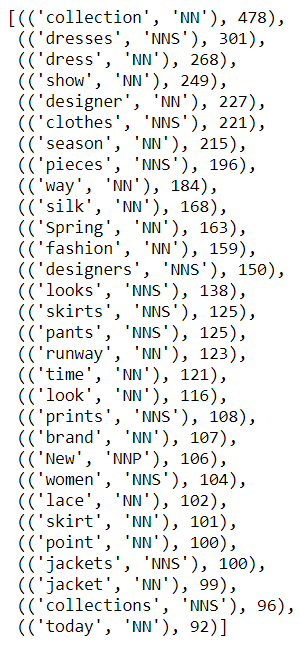 [(('collection', 'NN'), 478),
(('dresses', 'NNS'), 301),
(('dress', 'NN'), 268),
(('show', 'NN'), 249),
(('designer', 'NN'), 227),
(('clothes', 'NNS'), 221),
(('season', 'NN'), 215),
(('pieces', 'NNS'), 196),
(('way', 'NN'), 184),
(('silk', 'NN'), 168),
(('Spring', 'NN'), 163),
(('fashion', 'NN'), 159),
(('designers', 'NNS'), 150),
(('looks', 'NNS'), 138),
(('skirts', 'NNS'), 125),
(('pants', 'NNS'), 125),
(('runway', 'NN'), 123),
(('time', 'NN'), 121),
(('look', 'NN'), 116),
(('prints', 'NNS'), 108),
(('brand', 'NN'), 107),
(('New', 'NNP'), 106),
(('women', 'NNS'), 104),
(('lace', 'NN'), 102),
(('skirt', 'NN'), 101),
(('point', 'NN'), 100),
(('jackets', 'NNS'), 100),
(('jacket', 'NN'), 99),
(('collections', 'NNS'), 96),
(('today', 'NN'), 92)]